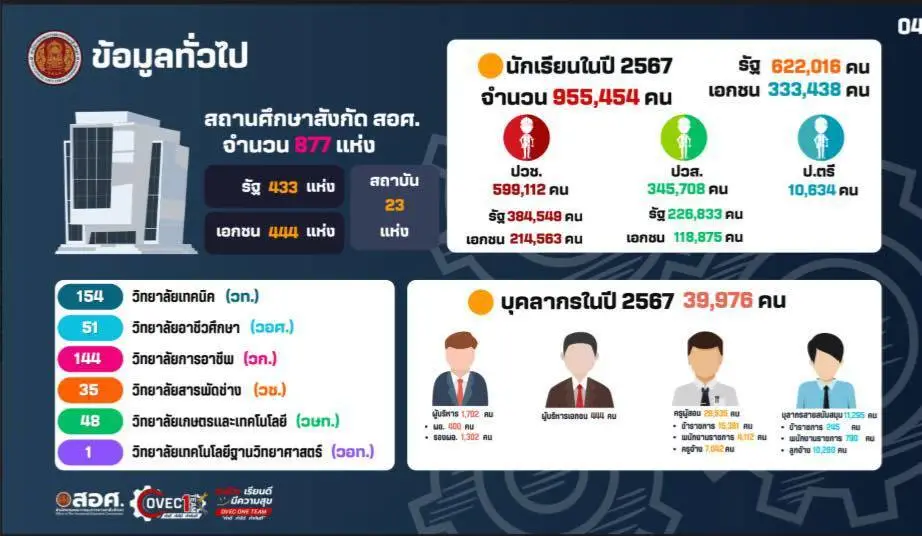 04
ข้อมูลทั่วไป
สถานศึกษาสังกัด สอศ.
จำนวน 877 แห่ง
รัฐ 433 แห่ง
เอกชน 444 แห่ง
สถาบัน
23
แห่ง
นักเรียนในปี 2567
จำนวน 955,454 คน
รัฐ 622,016 คน
เอกชน 333,438 คน
ปวช.
599,112 คน
รัฐ 384,549 คน
เอกชน 214,563 คน
ปวส.
345,708 คน
รัฐ 226,833 คน
เอกชน 118,875 คน
ป.ตรี
10,634 คน
154 วิทยาลัยเทคนิค (วท.)
51 วิทยาลัยอาชีวศึกษา (วอศ.)
144 วิทยาลัยการอาชีพ (วก.)
35 วิทยาลัยสารพัดช่าง (วช.)
48 วิทยาลัยเกษตรและเทคโนโลยี (วษท.)
1 วิทยาลัยเทคโนโลยีฐานวิทยาศาสตร์ (วอท.)
บุคลากรในปี 2567 39,976 คน
ผู้บริหาร 1,702 คน
• ผอ. 400 คน
• รองผอ. 1,302 คน
ผู้บริหารเอกชน 444 คน
ครูผู้สอน 26,535 คน
• ข้าราชการ 15,381 คน
• พนักงานราชการ 4,112 คน
• ครูจ้าง 7,042 คน
บุคลากรสายสนับสนุน 11,295 คน
• ข้าราชการ 245 คน
• พนักงานราชการ 790 คน
• ลูกจ้าง 10,260 คน
สอศ.
OVEC 1 TEAM
เรียนดี
มีความสุข
OVEC ONE TEAM